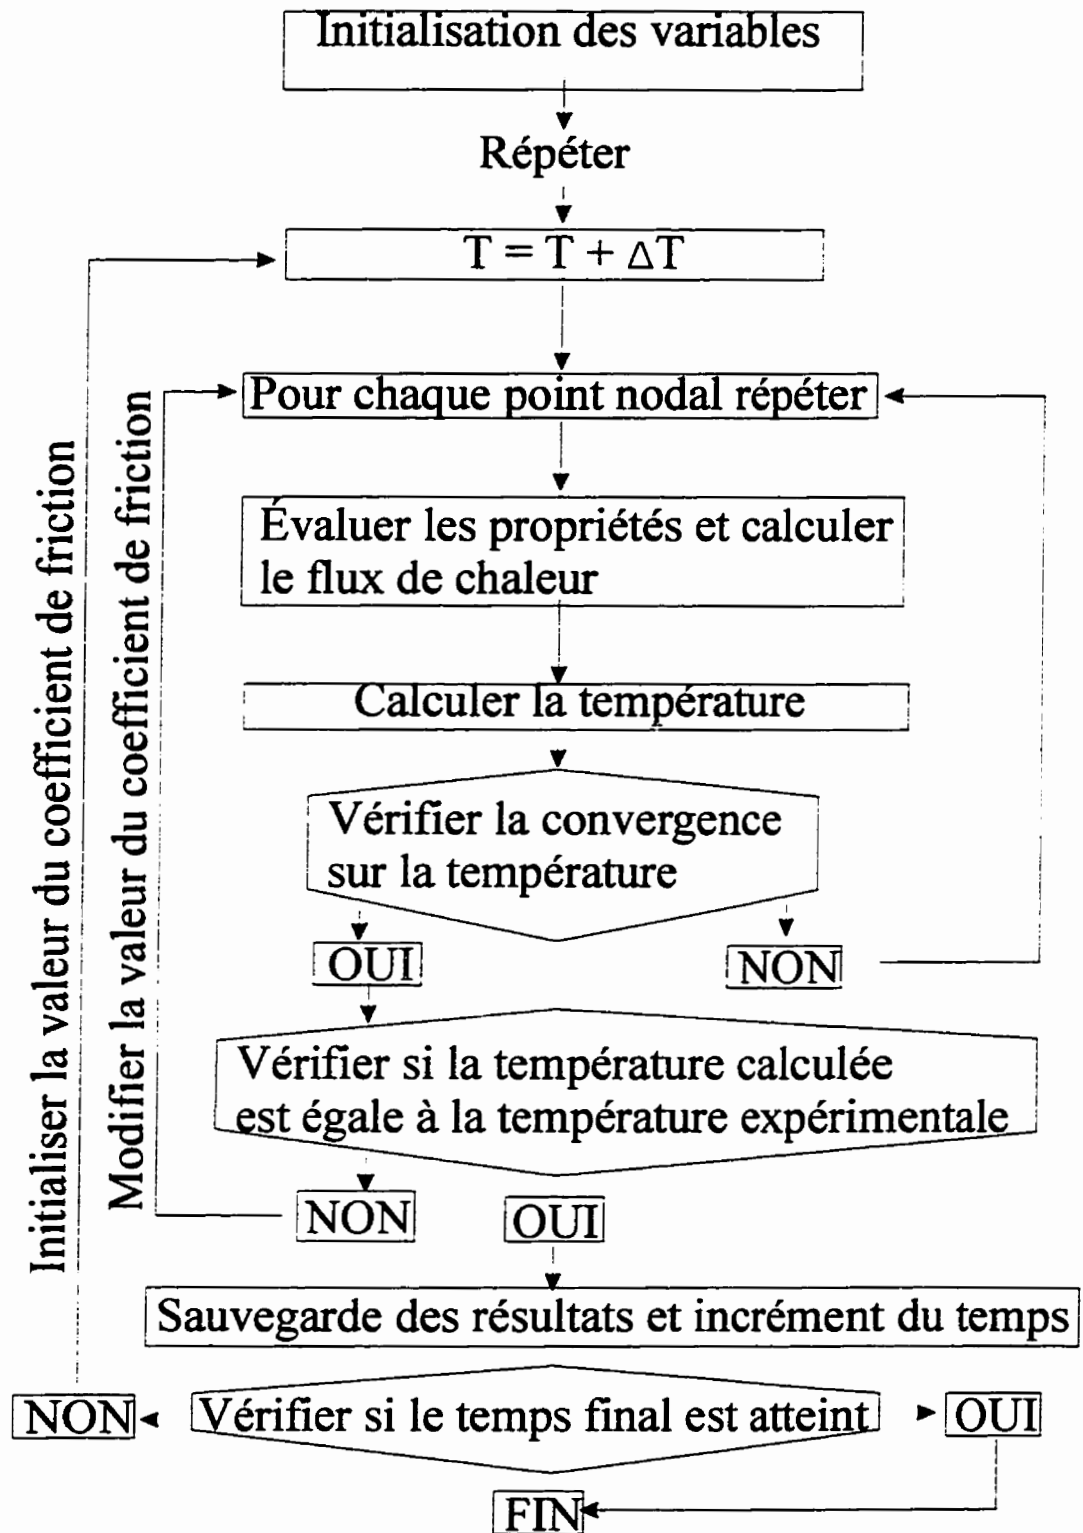 Initialisation des variables
Répéter
T = T + ΔT
Pour chaque point nodal répéter
Évaluer les propriétés et calculer
le flux de chaleur
Calculer la température
Vérifier la convergence
sur la température
OUI
NON
Vérifier si la température calculée
est égale à la température expérimentale
NON
OUI
Sauvegarde des résultats et incrément du temps
NON
Vérifier si le temps final est atteint
OUI
FIN
Initialiser la valeur du coefficient de friction
Modifier la valeur du coefficient de friction